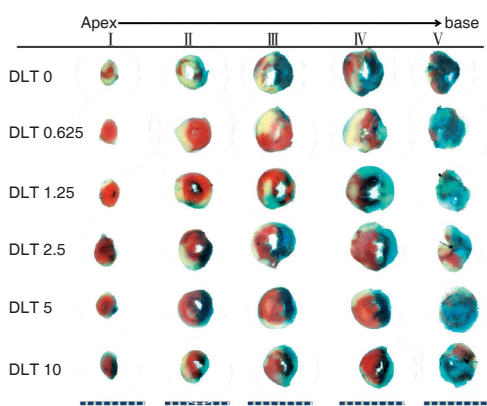 Apex base
I II III IV V
DLT 0
DLT 0.625
DLT 1.25
DLT 2.5
DLT 5
DLT 10